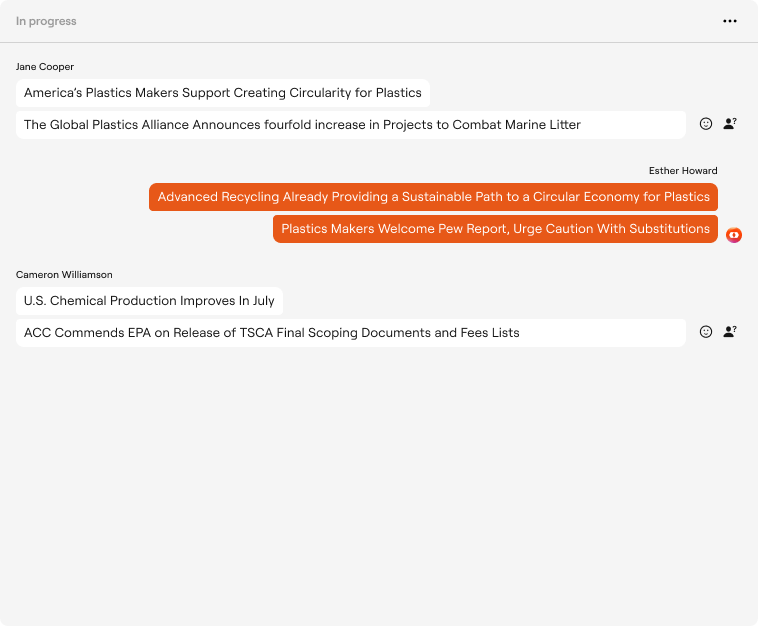 In progress
Jane Cooper
America’s Plastics Makers Support Creating Circularity for Plastics
The Global Plastics Alliance Announces fourfold increase in Projects to Combat Marine Litter
Esther Howard
Advanced Recycling Already Providing a Sustainable Path to a Circular Economy for Plastics
Plastics Makers Welcome Pew Report, Urge Caution With Substitutions
Cameron Williamson
U.S. Chemical Production Improves In July
ACC Commends EPA on Release of TSCA Final Scoping Documents and Fees Lists